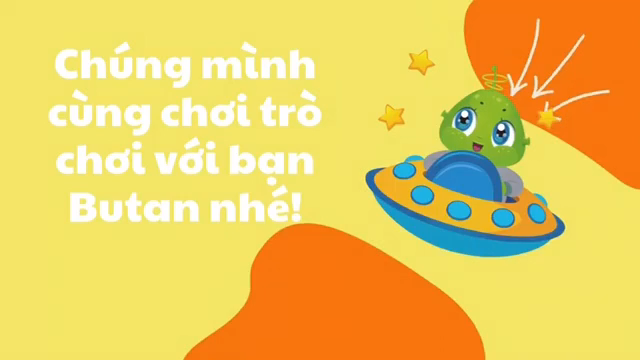 Chúng mình
cùng chơi trò
chơi với bạn
Butan nhé!